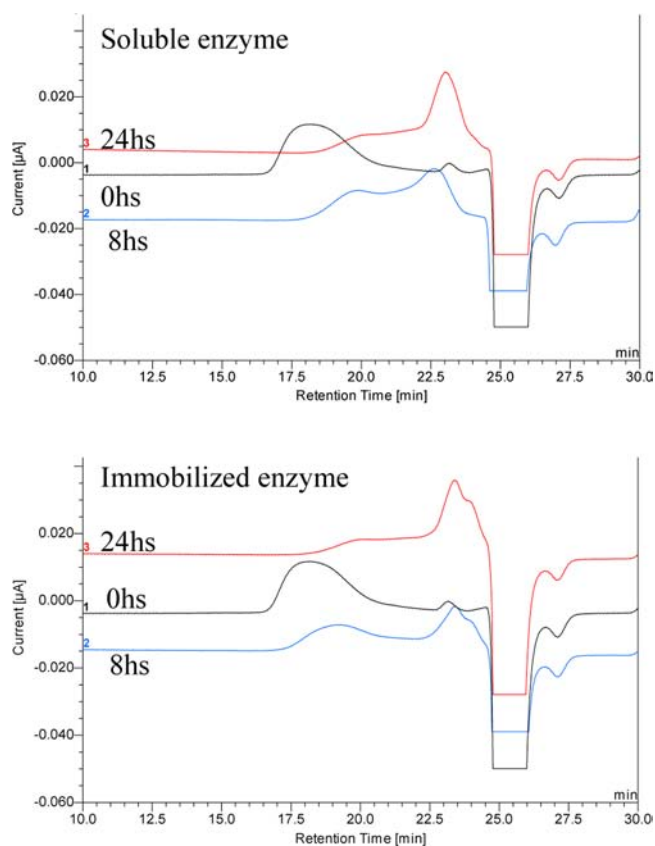 Soluble enzyme
0.020
24hs
3
0.000
1
0hs
-0.020
2
8hs
-0.040
-0.060
min
10.0 12.5 15.0 17.5 20.0 22.5 25.0 27.5 30.0
Retention Time [min]
Current [µA]
Immobilized enzyme
0.020
3
24hs
0.000
1
0hs
-0.020
2
8hs
-0.040
-0.060
min
10.0 12.5 15.0 17.5 20.0 22.5 25.0 27.5 30.0
Retention Time [min]
Current [µA]